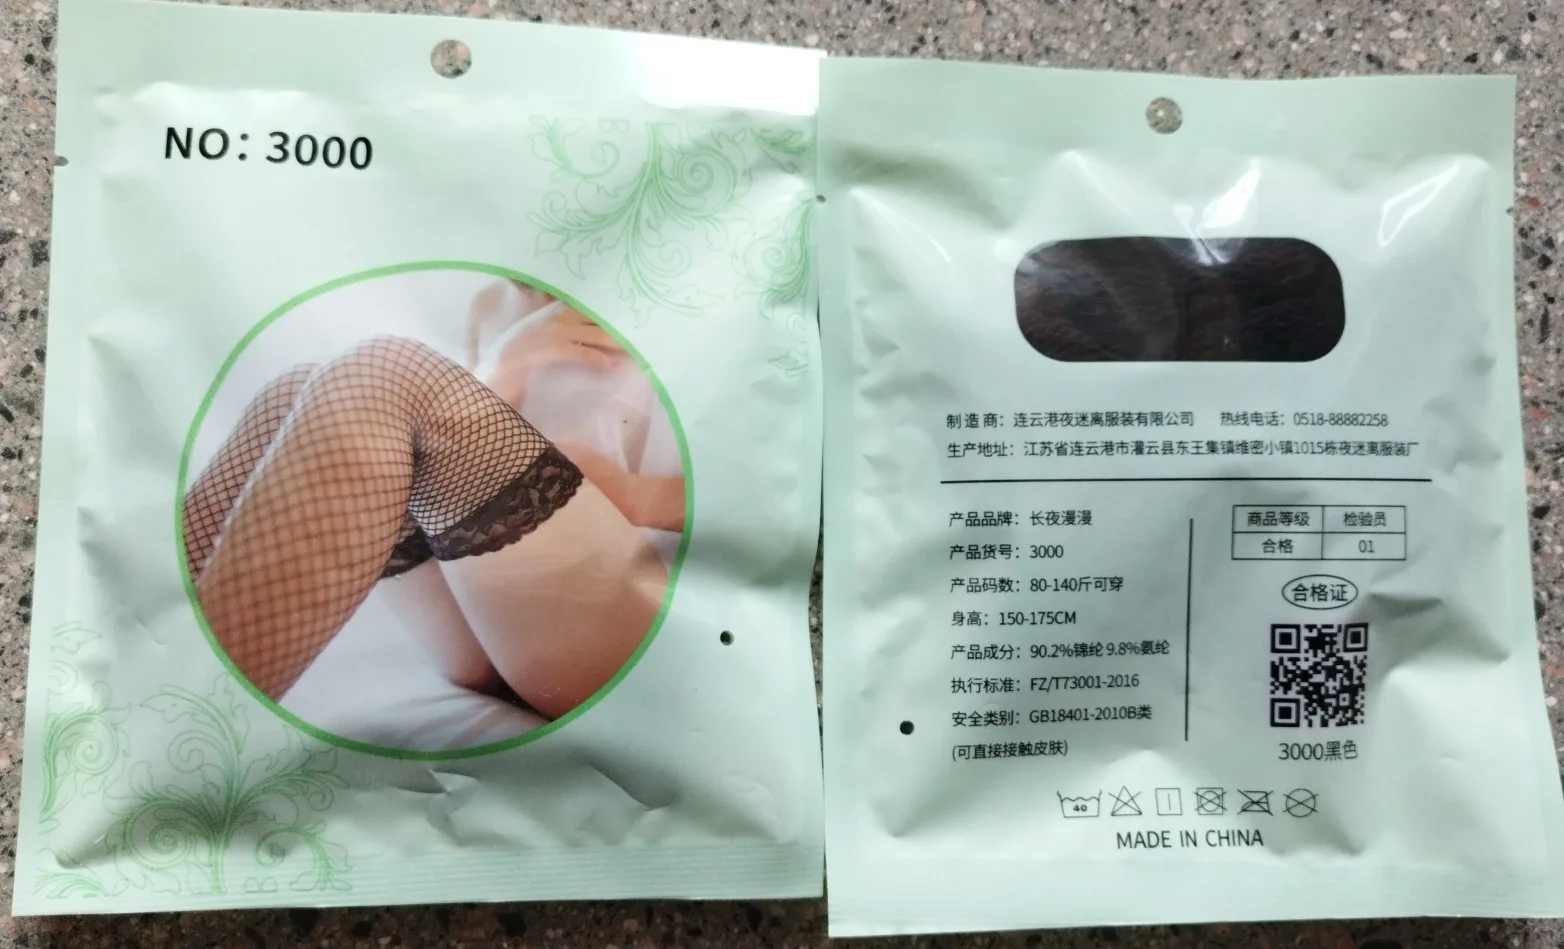 NO: 3000
制造商：连云港夜迷离服装有限公司 热线电话：0518-88882258
生产地址：江苏省连云港市灌云县东王集镇维密小镇1015栋夜迷离服装厂
产品品牌：长夜漫漫
产品货号：3000
产品码数：80-140斤可穿
身高：150-175CM
产品成分：90.2%锦纶 9.8%氨纶
执行标准：FZ/T73001-2016
安全类别：GB18401-2010B类
(可直接接触皮肤)
商品等级 检验员
合格 01
合格证
3000黑色
40
MADE IN CHINA